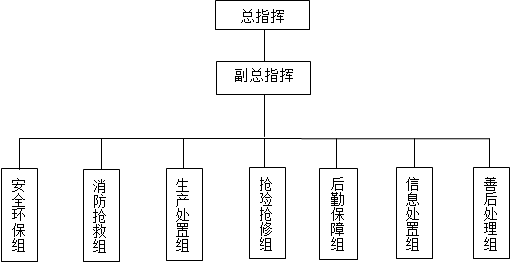 总指挥
副总指挥
安全环保组
消防抢救组
生产处置组
抢险抢修组
后勤保障组
信息处置组
善后处理组